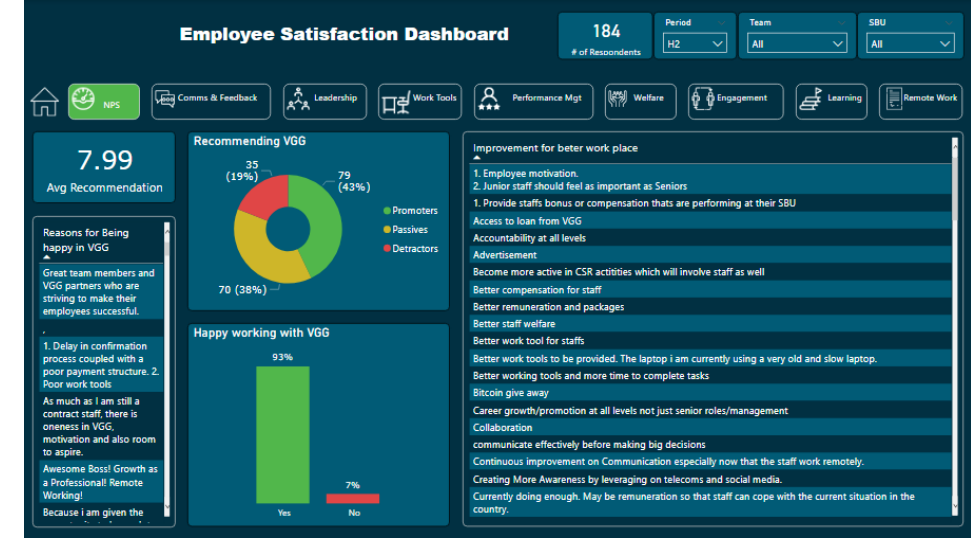 Employee Satisfaction Dashboard
184
# of Respondents
Period
H2
Team
All
SBU
All
NPS
Comms & Feedback
Leadership
Work Tools
Performance Mgt
Welfare
Engagement
Learning
Remote Work
7.99
Avg Recommendation
Reasons for Being
happy in VGG
Great team members and
VGG partners who are
striving to make their
employees successful.
.
1. Delay in confirmation
process coupled with a
poor payment structure. 2.
Poor work tools
As much as I am still a
contract staff, there is
oneness in VGG,
motivation and also room
to aspire.
Awesome Boss! Growth as
a Professional! Remote
Working!
Because i am given the
Recommending VGG
35
(19%)
79
(43%)
70 (38%)
Promoters
Passives
Detractors
Happy working with VGG
93%
7%
Yes
No
Improvement for beter work place
1. Employee motivation.
2. Junior staff should feel as important as Seniors
1. Provide staffs bonus or compensation thats are performing at their SBU
Access to loan from VGG
Accountability at all levels
Advertisement
Become more active in CSR actitities which will involve staff as well
Better compensation for staff
Better remuneration and packages
Better staff welfare
Better work tool for staffs
Better work tools to be provided. The laptop i am currently using a very old and slow laptop.
Better working tools and more time to complete tasks
Bitcoin give away
Career growth/promotion at all levels not just senior roles/management
Collaboration
communicate effectively before making big decisions
Continuous improvement on Communication especially now that the staff work remotely.
Creating More Awareness by leveraging on telecoms and social media.
Currently doing enough. May be remuneration so that staff can cope with the current situation in the
country.